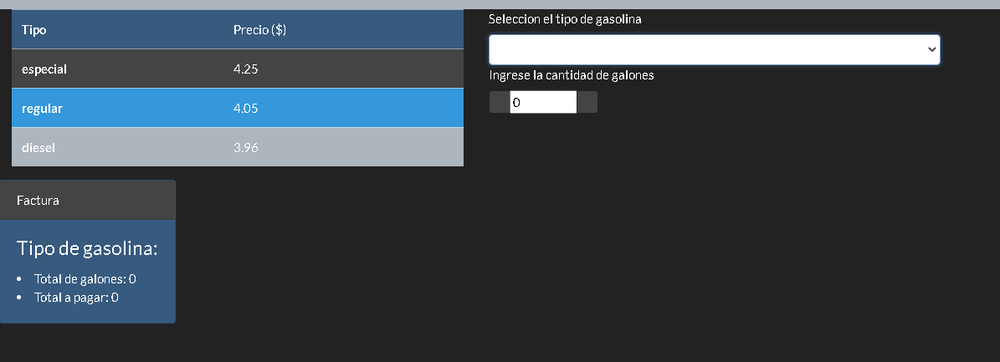 Tipo Precio ($)
especial 4.25
regular 4.05
diesel 3.96
Seleccion el tipo de gasolina
Ingrese la cantidad de galones
0
Factura
Tipo de gasolina:
Total de galones: 0
Total a pagar: 0